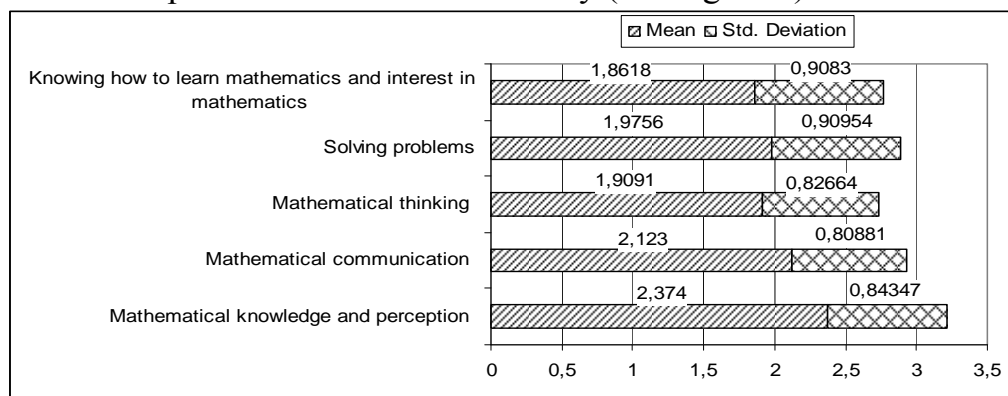 Mean Std. Deviation
Knowing how to learn mathematics and interest in
mathematics
1,8618 0,9083
Solving problems
1,9756 0,90954
Mathematical thinking
1,9091 0,82664
Mathematical communication
2,123 0,80881
Mathematical knowledge and perception
2,374 0,84347
0 0,5 1 1,5 2 2,5 3 3,5